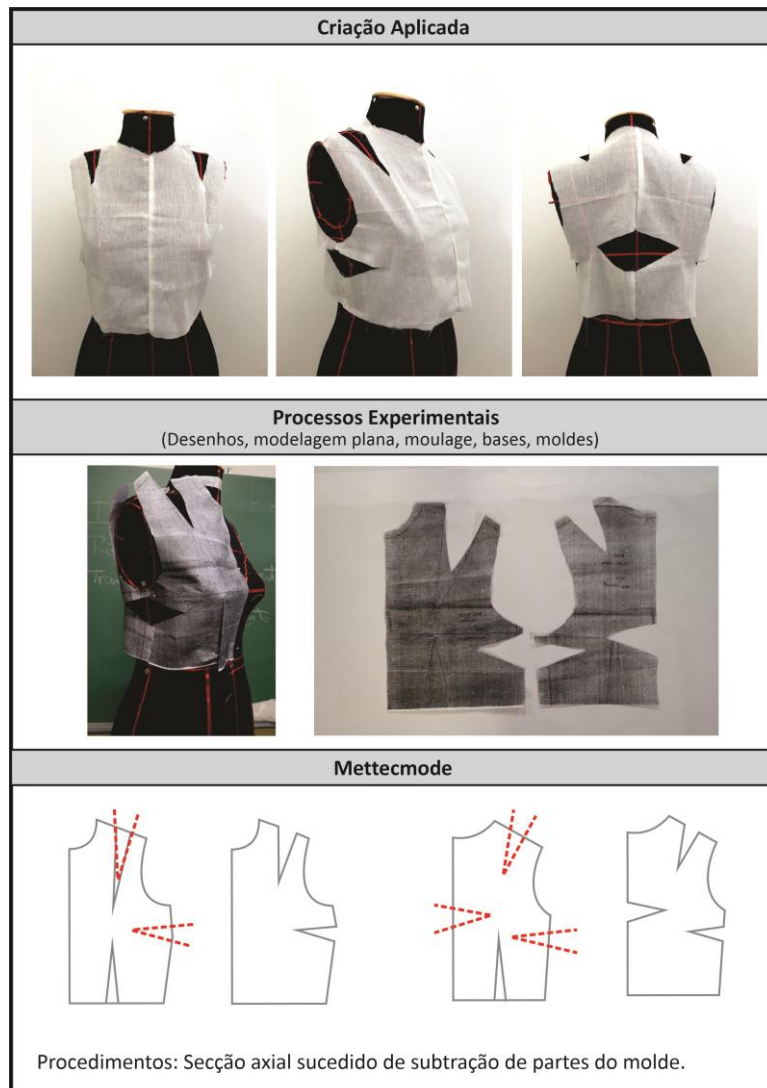 Criação Aplicada
Processos Experimentais
(Desenhos, modelagem plana, moulage, bases, moldes)
Mettecmode
Procedimentos: Secção axial sucedido de subtração de partes do molde.